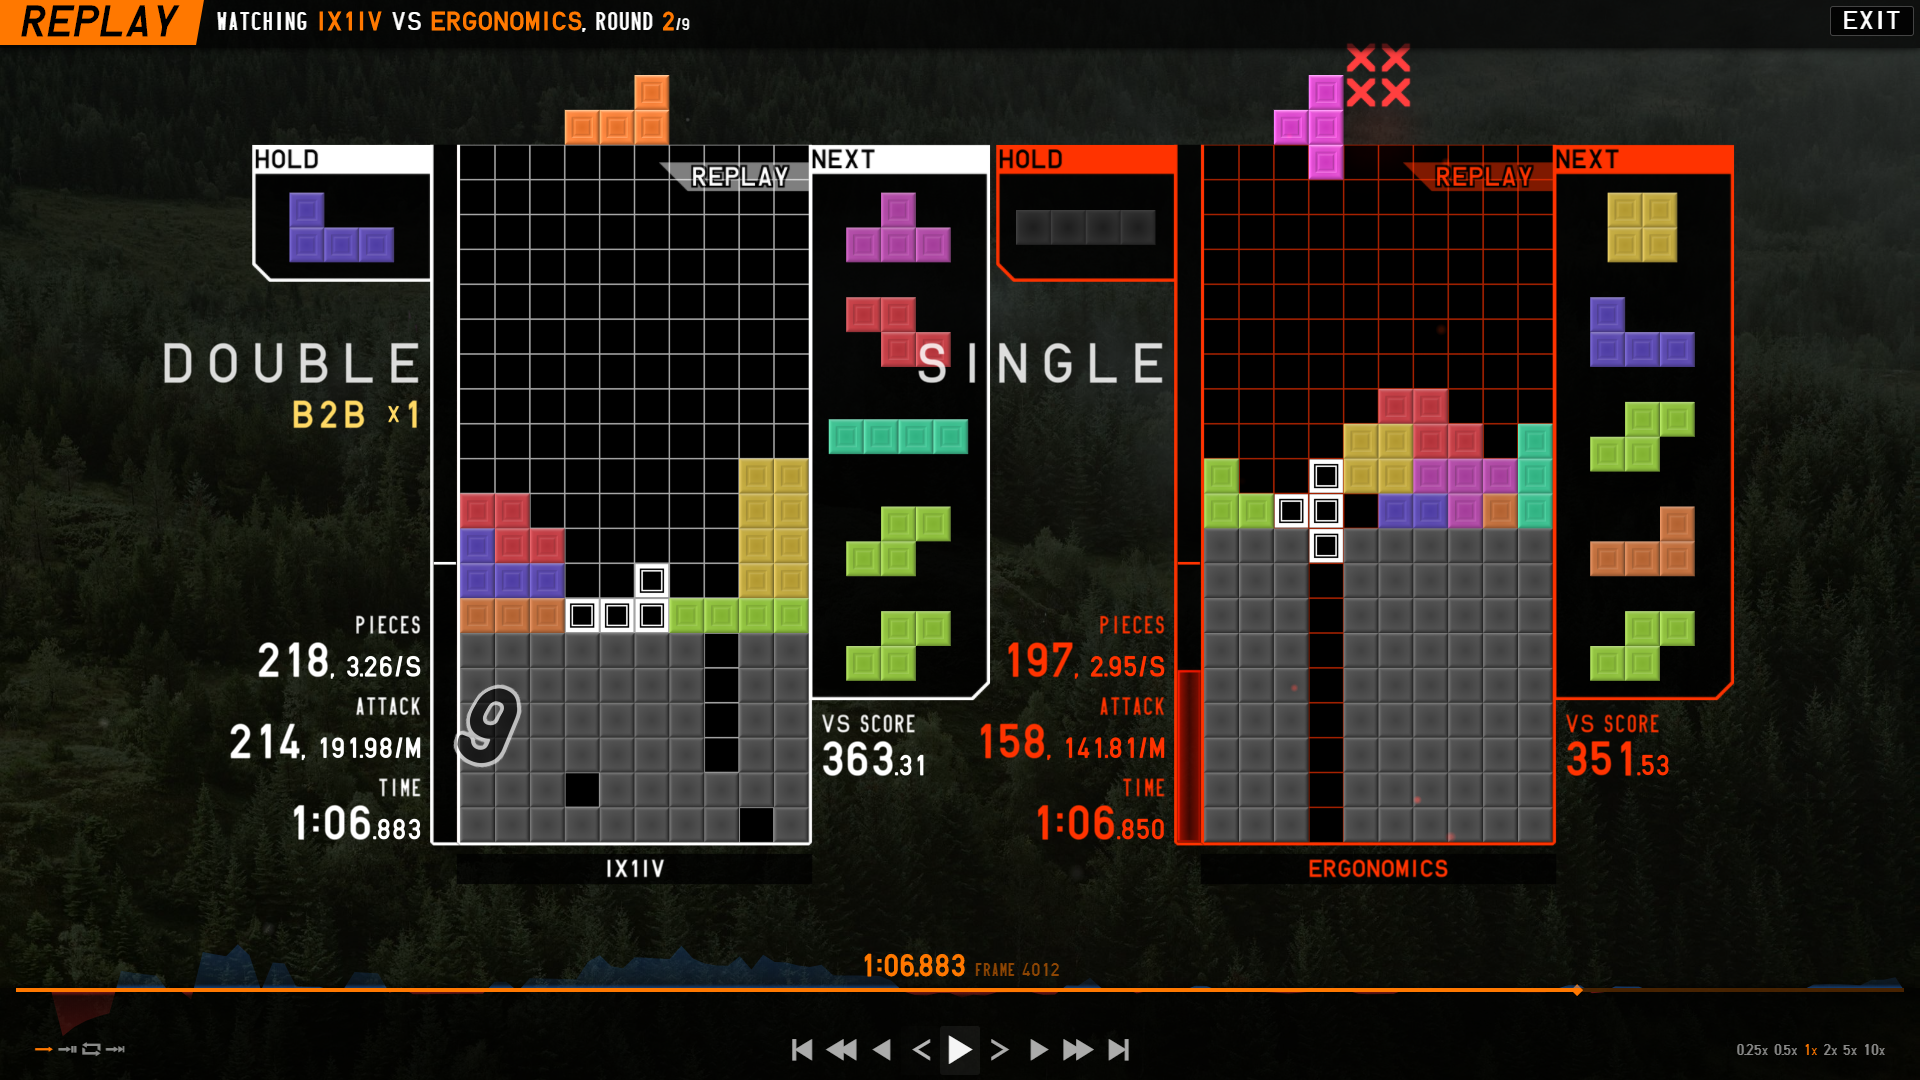 REPLAY
WATCHING IX1IV VS ERGONOMICS, ROUND 2/9
EXIT
HOLD
REPLAY
NEXT
HOLD
REPLAY
NEXT
DOUBLE
B2B x1
SINGLE
PIECES
218, 3.26/S
ATTACK
214, 191.98/M
TIME
1:06.883
9
VS SCORE
363.31
IX1IV
PIECES
197, 2.95/S
ATTACK
158, 141.81/M
TIME
1:06.850
VS SCORE
351.53
ERGONOMICS
1:06.883 FRAME 4012
0.25x 0.5x 1x 2x 5x 10x